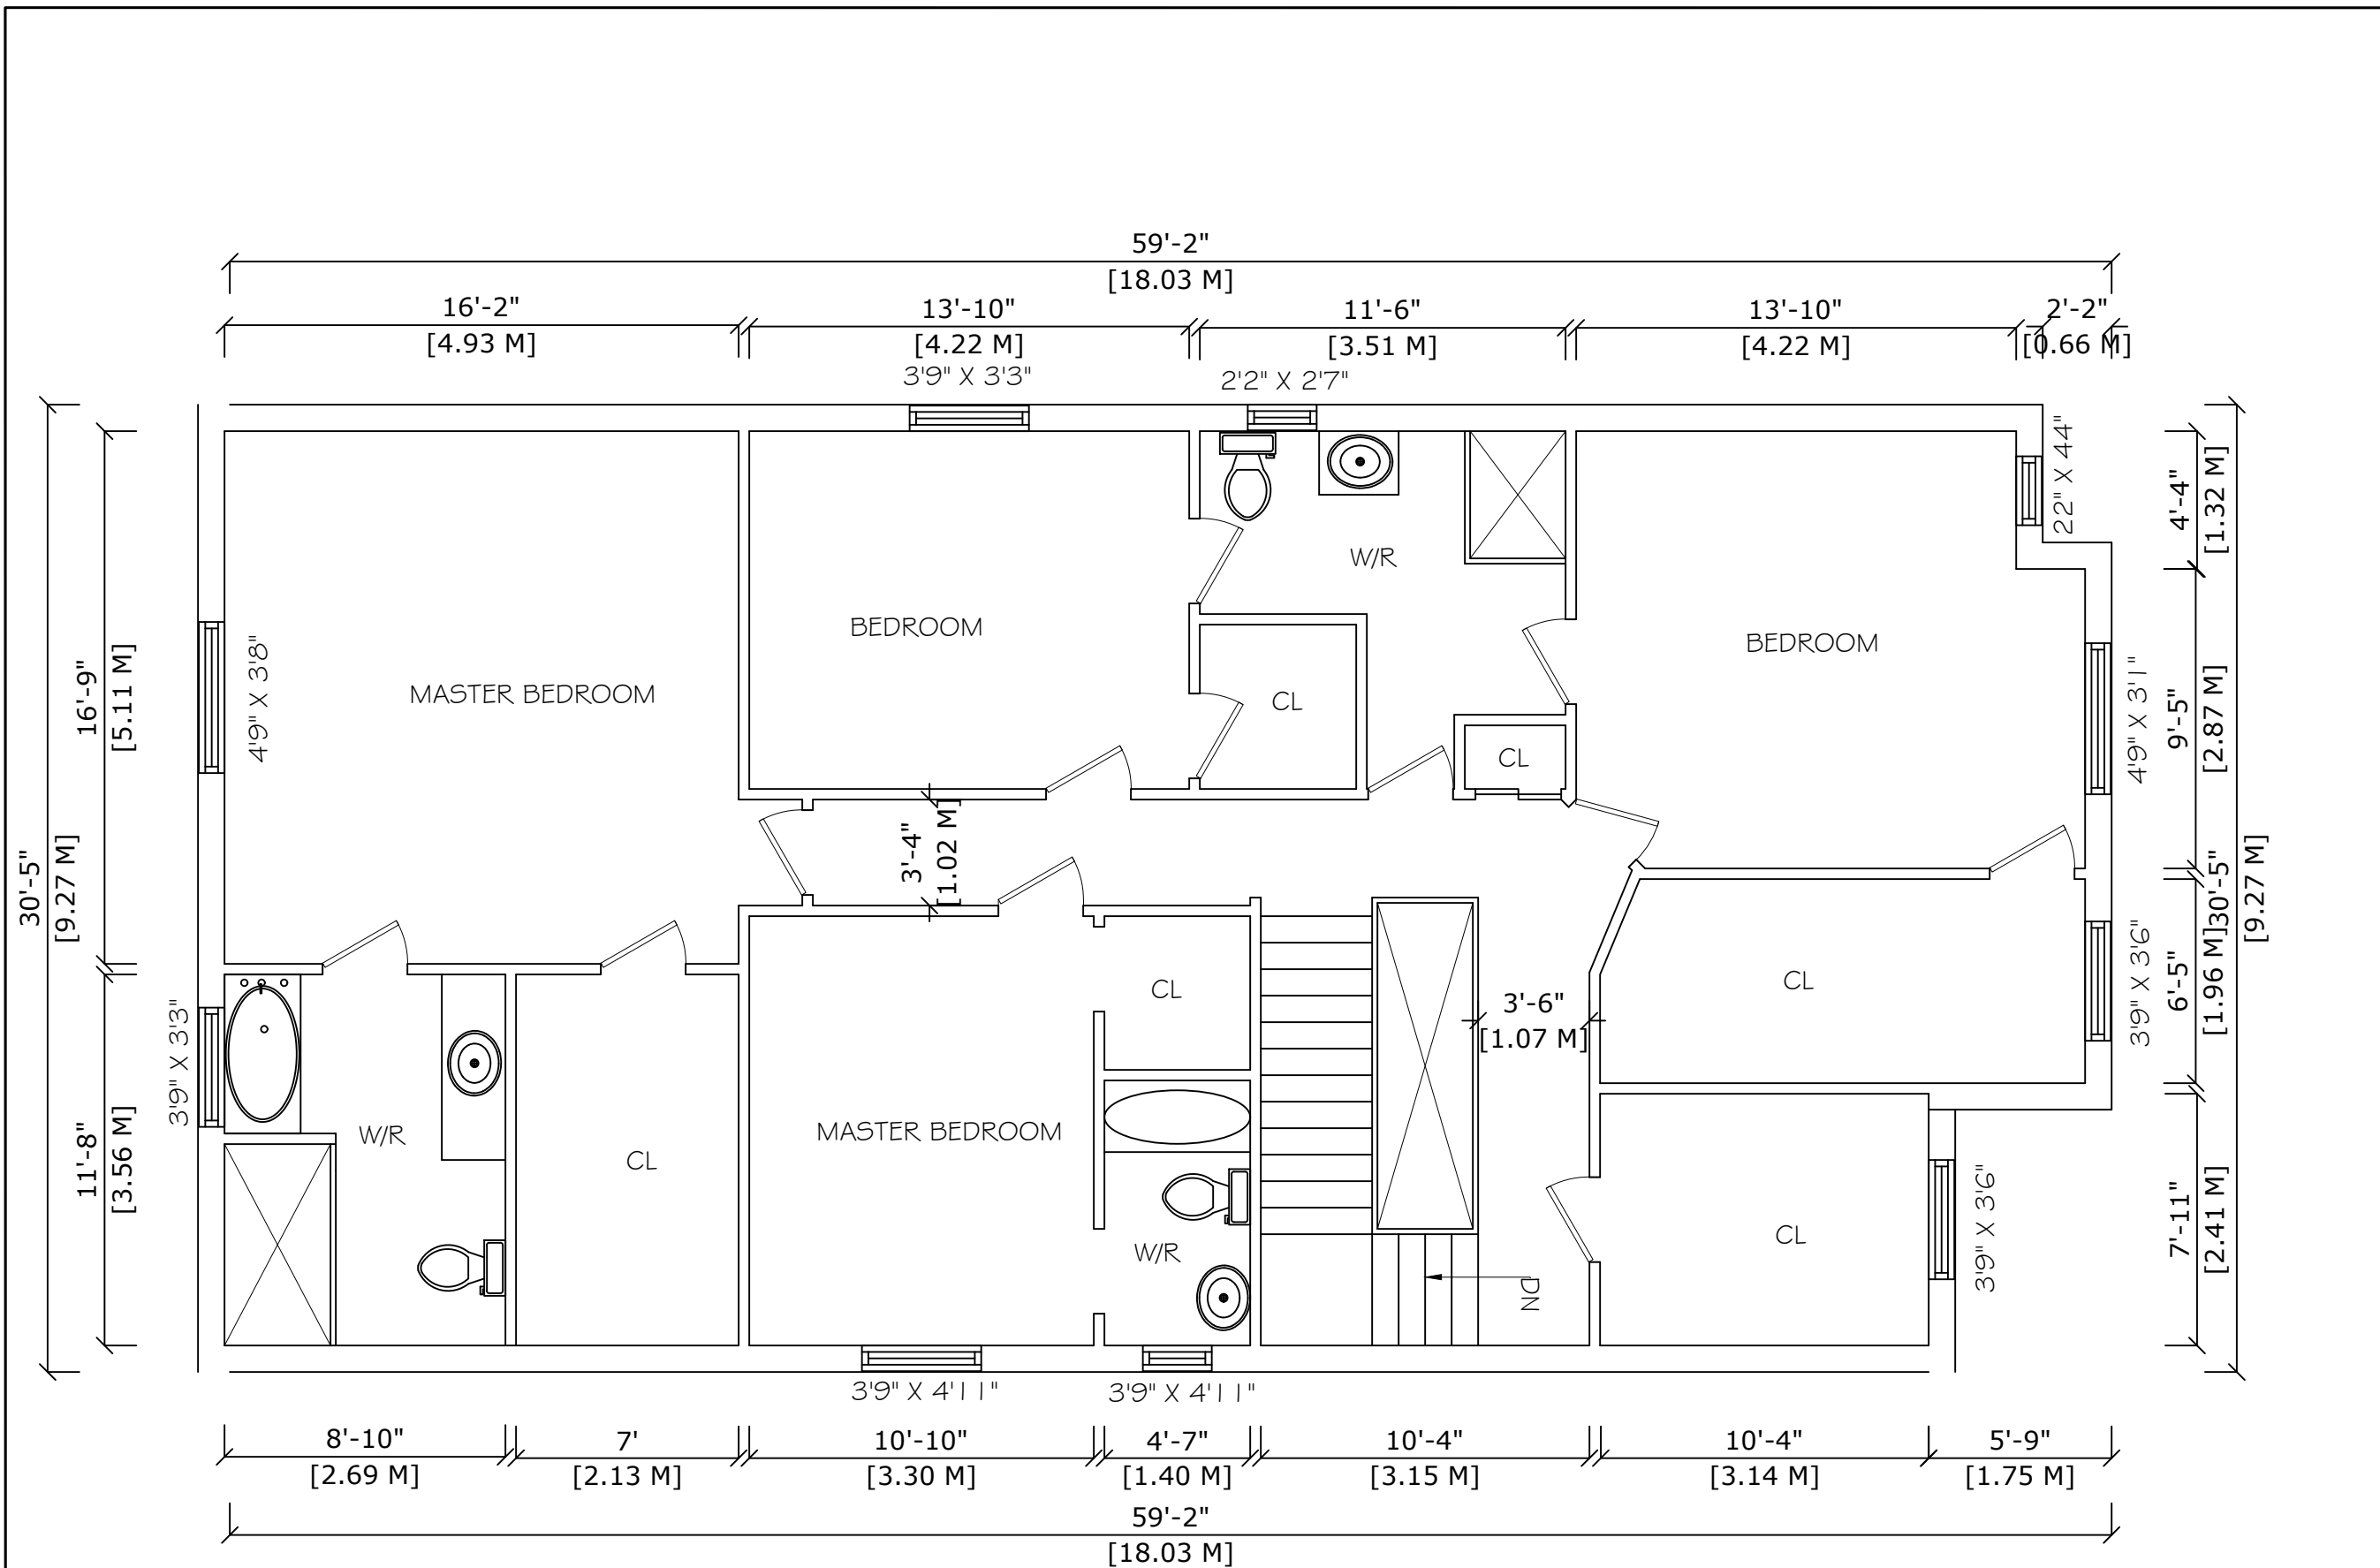 59'-2"
[18.03 M]
16'-2"
[4.93 M]
13'-10"
[4.22 M]
11'-6"
[3.51 M]
13'-10"
[4.22 M]
2'-2"
[0.66 M]
3'9" X 3'3"
2'2" X 2'7"
22" X 44"
4'-4"
[1.32 M]
W/R
BEDROOM
BEDROOM
MASTER BEDROOM
4'9" X 3'8"
16'-9"
[5.11 M]
CL
CL
4'9" X 3'1"
9'-5"
[2.87 M]
3'-4"
[1.02 M]
30'-5"
[9.27 M]
30'-5"
[9.27 M]
CL
CL
3'-6"
[1.07 M]
3'9" X 3'6"
6'-5"
[1.96 M]
3'9" X 3'3"
11'-8"
[3.56 M]
W/R
CL
MASTER BEDROOM
W/R
DN
CL
3'9" X 3'6"
7'-11"
[2.41 M]
3'9" X 4'11"
3'9" X 4'11"
8'-10"
[2.69 M]
7'
[2.13 M]
10'-10"
[3.30 M]
4'-7"
[1.40 M]
10'-4"
[3.15 M]
10'-4"
[3.14 M]
5'-9"
[1.75 M]
59'-2"
[18.03 M]